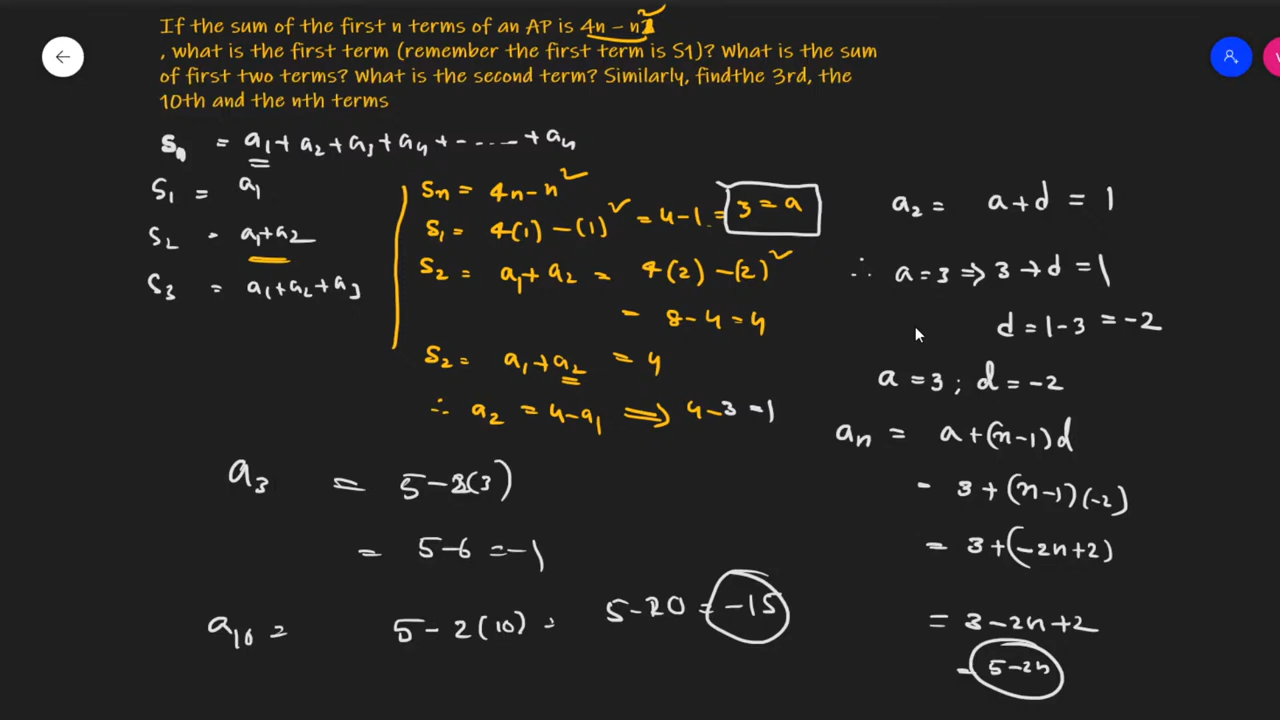 If the sum of the first n terms of an AP is 4n − n²
, what is the first term (remember the first term is S1)? What is the sum
of first two terms? What is the second term? Similarly, findthe 3rd, the
10th and the nth terms
Sn = a1 + a2 + a3 + a4 + ------ + an
S1 = a1
S2 = a1+a2
S3 = a1+a2+a3
Sn = 4n − n²
S1 = 4(1) − (1)² = 4−1 = 3 = a
S2 = a1 + a2 = 4(2) − (2)²
= 8−4 = 4
S2 = a1 + a2 = 4
∴ a2 = 4−a1 ⟹ 4−3 = 1
a3 = 5−2(3)
= 5−6 = −1
a10 = 5−2(10) = 5−20 = −15
a2 = a+d = 1
∴ a=3 ⇒ 3+d = 1
d = 1−3 = −2
a = 3; d = −2
an = a+(n−1)d
= 3+(n−1)(−2)
= 3+(−2n+2)
= 3−2n+2
= 5−2n